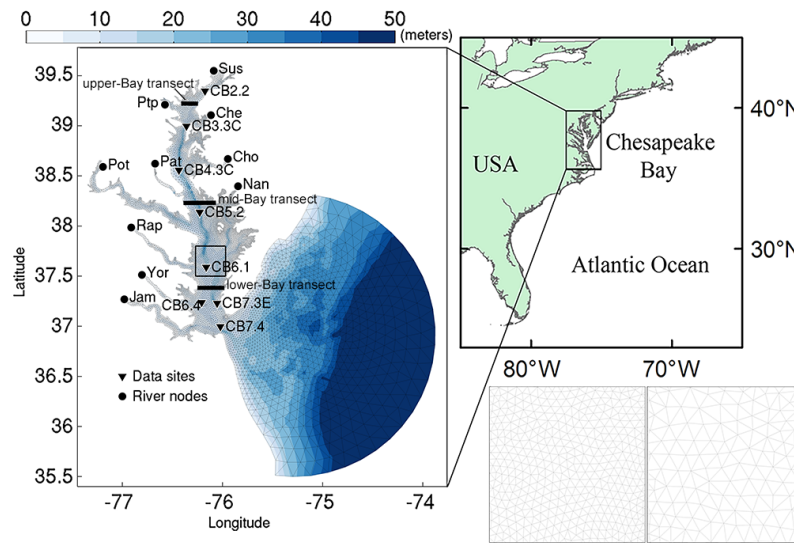 0 10 20 30 40 50 (meters)
39.5
39
38.5
38
37.5
37
36.5
36
35.5
Latitude
Sus
upper-Bay transect
CB2.2
Ptp
Che
CB3.3C
Pot
Pat
Cho
CB4.3C
Nan
mid-Bay transect
CB5.2
Rap
CB6.1
Yor
lower-Bay transect
Jam
CB6.4
CB7.3E
CB7.4
Data sites
River nodes
-77 -76 -75 -74
Longitude
40°N
Chesapeake
Bay
USA
30°N
Atlantic Ocean
80°W 70°W